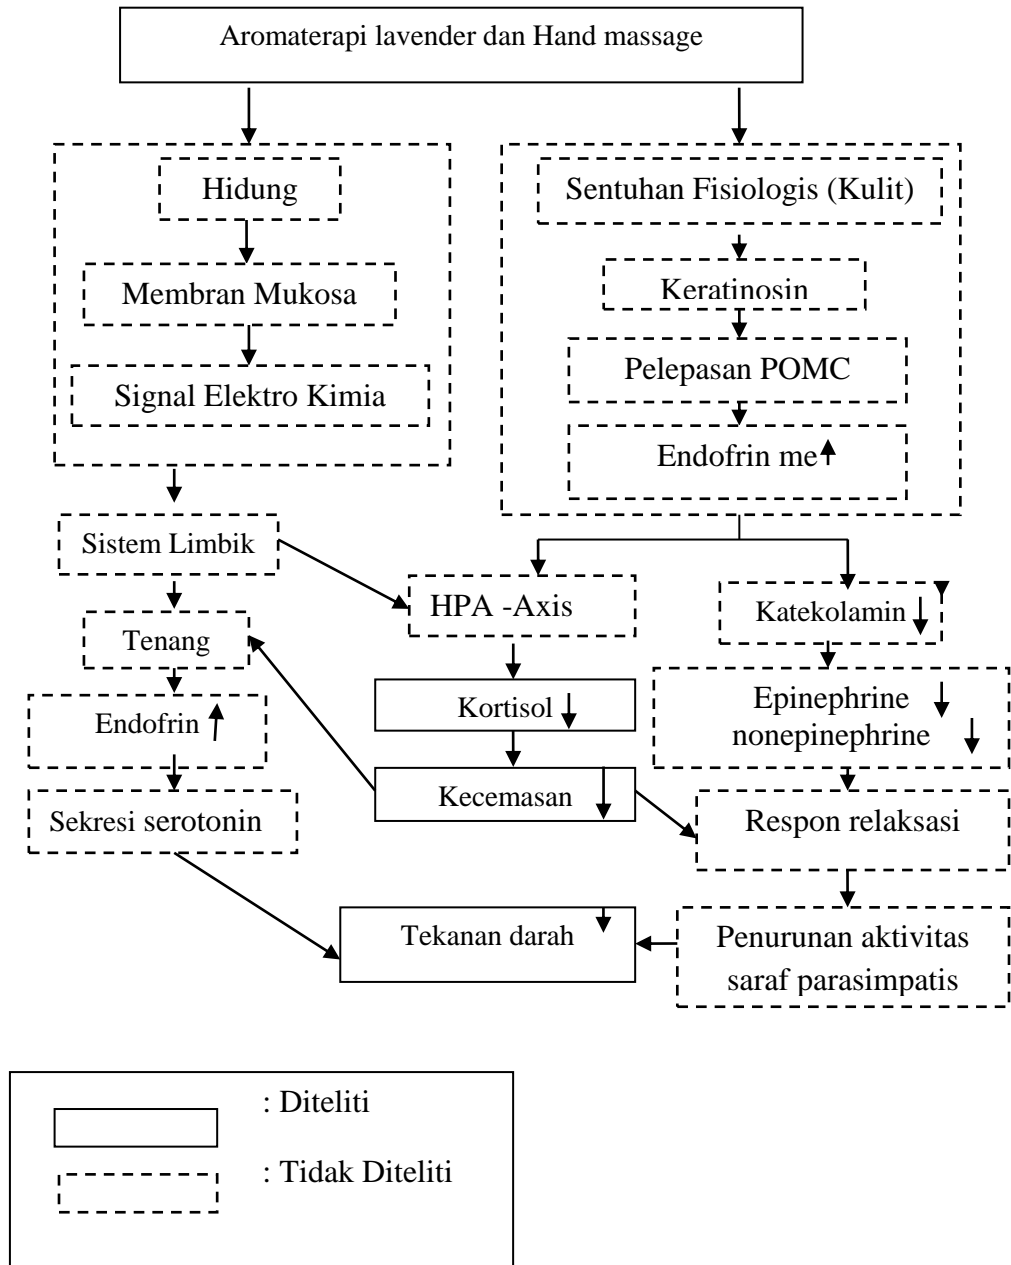 Aromaterapi lavender dan Hand massage
Hidung
Membran Mukosa
Signal Elektro Kimia
Sentuhan Fisiologis (Kulit)
Keratinosin
Pelepasan POMC
Endofrin me
Sistem Limbik
Tenang
Endofrin
Sekresi serotonin
HPA -Axis
Kortisol
Kecemasan
Katekolamin
Epinephrine
nonepinephrine
Respon relaksasi
Penurunan aktivitas
saraf parasimpatis
Tekanan darah
: Diteliti
: Tidak Diteliti